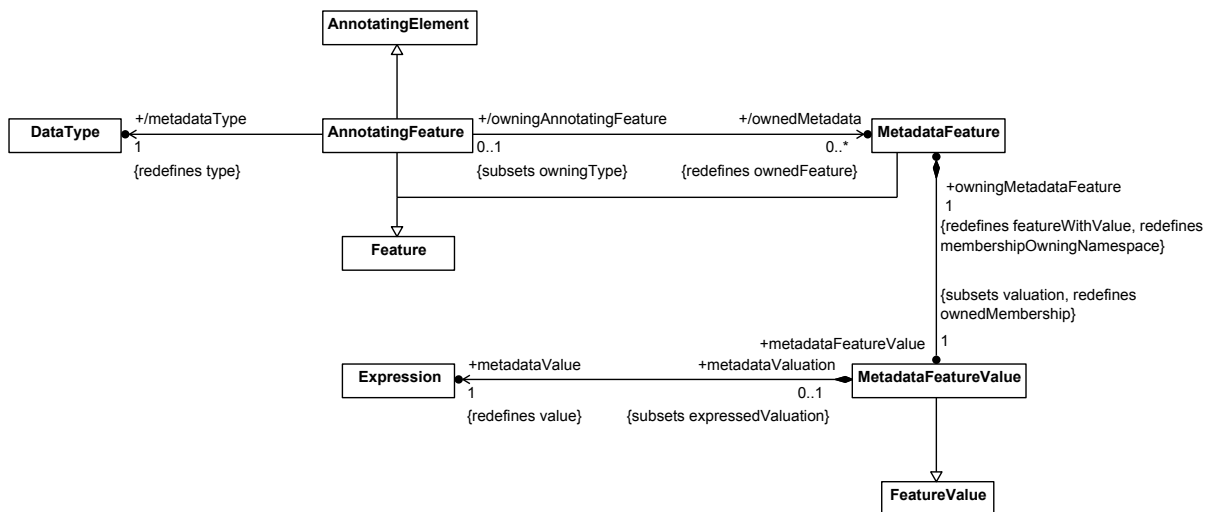 AnnotatingElement
+/metadataType
+/owningAnnotatingFeature
+/ownedMetadata
DataType
AnnotatingFeature
MetadataFeature
1
0..1
0..*
{redefines type}
{subsets owningType}
{redefines ownedFeature}
+owningMetadataFeature
1
{redefines featureWithValue, redefines
membershipOwningNamespace}
Feature
{subsets valuation, redefines
ownedMembership}
+metadataFeatureValue
1
+metadataValue
+metadataValuation
Expression
MetadataFeatureValue
1
0..1
{redefines value}
{subsets expressedValuation}
FeatureValue